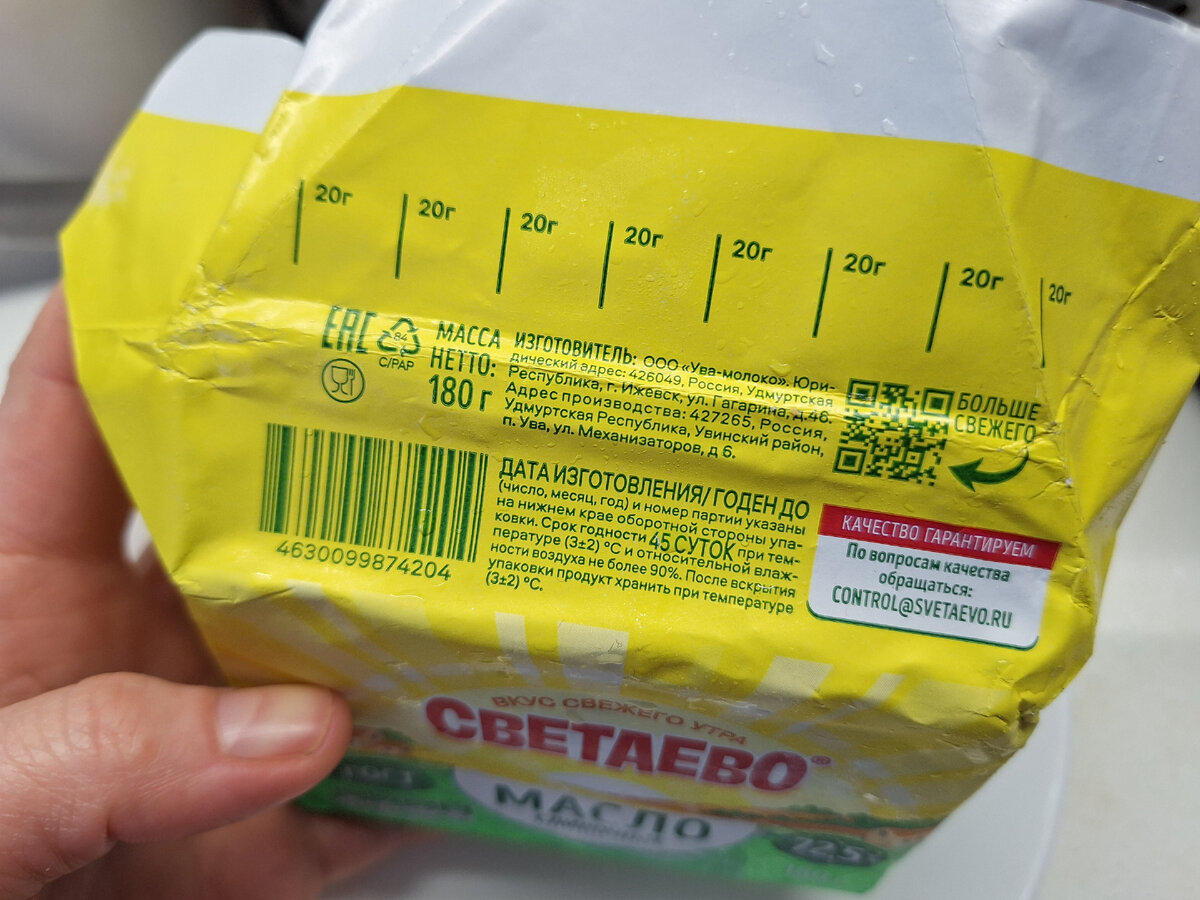 20г 20г 20г 20г 20г 20г 20г 20г
EAC
84
C/PAP
МАССА
НЕТТО:
180 г
ИЗГОТОВИТЕЛЬ: ООО «Ува-молоко». Юри-
дический адрес: 426049, Россия, Удмуртская
Республика, г. Ижевск, ул. Гагарина, д.46.
Адрес производства: 427265, Россия,
Удмуртская Республика, Увинский район,
п. Ува, ул. Механизаторов, д 6.
БОЛЬШЕ
СВЕЖЕГО
4630099874204
ДАТА ИЗГОТОВЛЕНИЯ/ ГОДЕН ДО
(число, месяц, год) и номер партии указаны
на нижнем крае оборотной стороны упа-
ковки. Срок годности 45 СУТОК при тем-
пературе (3±2) °С и относительной влаж-
ности воздуха не более 90%. После вскрытия
упаковки продукт хранить при температуре
(3±2) °С.
КАЧЕСТВО ГАРАНТИРУЕМ
По вопросам качества
обращаться:
CONTROL@SVETAEVO.RU
ВКУС СВЕЖЕГО УТРА
СВЕТАЕВО®
ГОСТ
МАСЛО
72,5